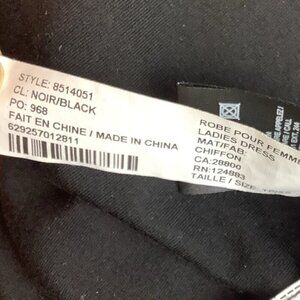 STYLE: 8514051
CL: NOIR/BLACK
PO: 968
FAIT EN CHINE / MADE IN CHINA
629257012811
ROBE POUR FEMME
LADIES DRESS
MAT/FAB:
CHIFFON
CA:28800
RN:124883
TAILLE / SIZE: